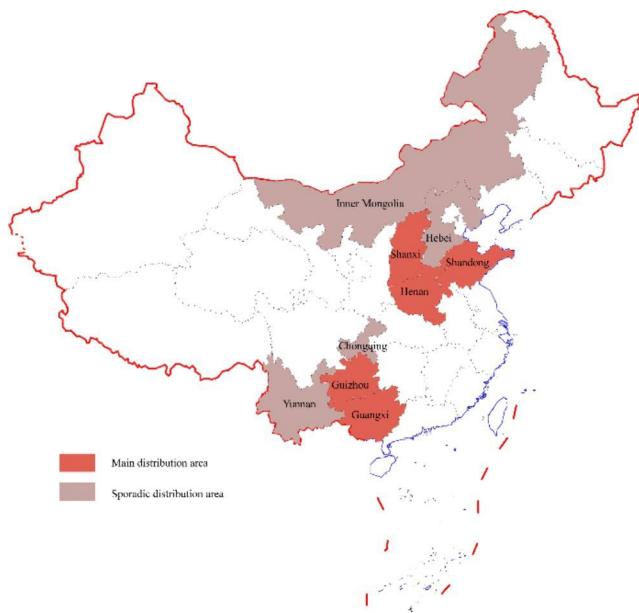 Inner Mongolia
Hebei
Shanxi
Shandong
Henan
Chongqing
Guizhou
Yunnan
Guangxi
Main distribution area
Sporadic distribution area